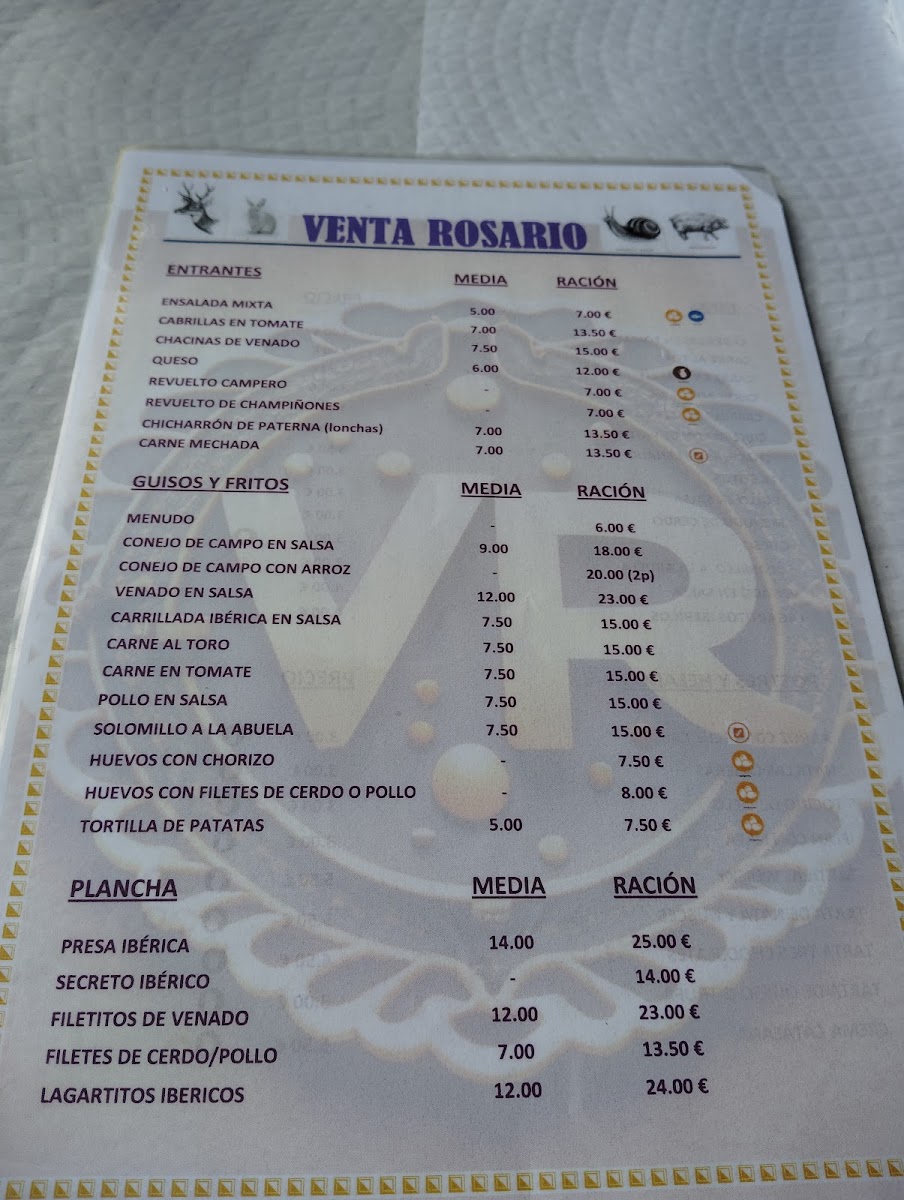 VENTA ROSARIO
ENTRANTES MEDIA RACIÓN
ENSALADA MIXTA 5.00 7.00 €
CABRILLAS EN TOMATE 7.00 13.50 €
CHACINAS DE VENADO 7.50 15.00 €
QUESO 6.00 12.00 €
REVUELTO CAMPERO - 7.00 €
REVUELTO DE CHAMPIÑONES - 7.00 €
CHICHARRÓN DE PATERNA (lonchas) 7.00 13.50 €
CARNE MECHADA 7.00 13.50 €
GUISOS Y FRITOS MEDIA RACIÓN
MENUDO - 6.00 €
CONEJO DE CAMPO EN SALSA 9.00 18.00 €
CONEJO DE CAMPO CON ARROZ - 20.00 (2p)
VENADO EN SALSA 12.00 23.00 €
CARRILLADA IBÉRICA EN SALSA 7.50 15.00 €
CARNE AL TORO 7.50 15.00 €
CARNE EN TOMATE 7.50 15.00 €
POLLO EN SALSA 7.50 15.00 €
SOLOMILLO A LA ABUELA 7.50 15.00 €
HUEVOS CON CHORIZO - 7.50 €
HUEVOS CON FILETES DE CERDO O POLLO - 8.00 €
TORTILLA DE PATATAS 5.00 7.50 €
PLANCHA MEDIA RACIÓN
PRESA IBÉRICA 14.00 25.00 €
SECRETO IBÉRICO - 14.00 €
FILETITOS DE VENADO 12.00 23.00 €
FILETES DE CERDO/POLLO 7.00 13.50 €
LAGARTITOS IBERICOS 12.00 24.00 €
VR